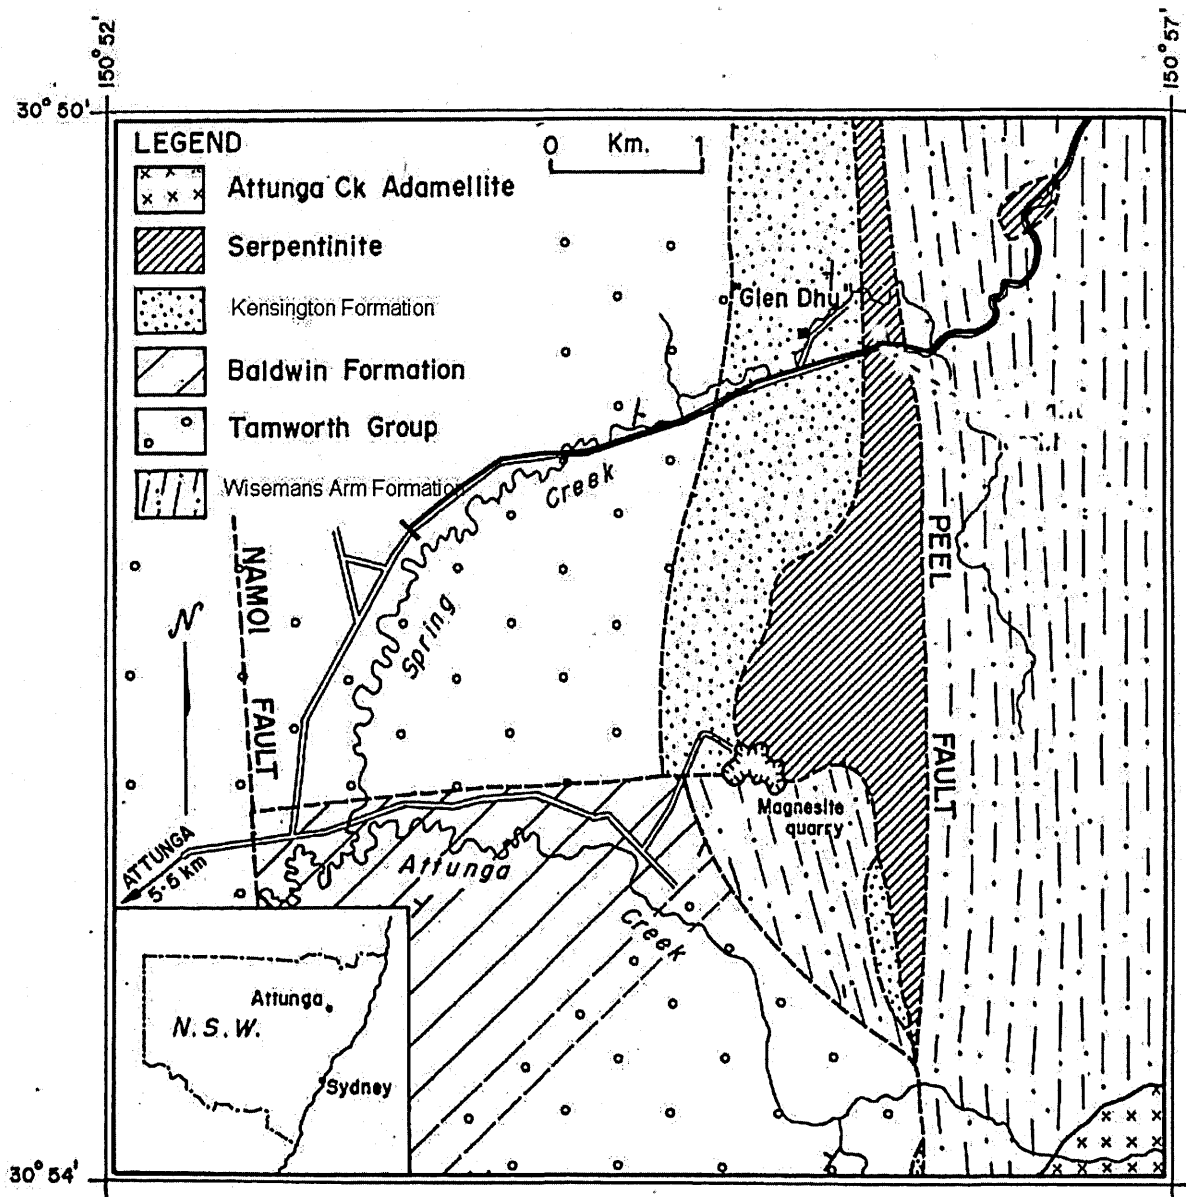 150° 52'
150° 57'
30° 50'
LEGEND
O Km. 1
Attunga Ck Adamellite
Serpentinite
Kensington Formation
Baldwin Formation
Tamworth Group
Wisemans Arm Formation
"Glen Dhu"
Spring Creek
N
NAMOI FAULT
PEEL FAULT
Magnesite
quarry
ATTUNGA
5·5 km
Attunga Creek
Attunga
N.S.W.
Sydney
30° 54'